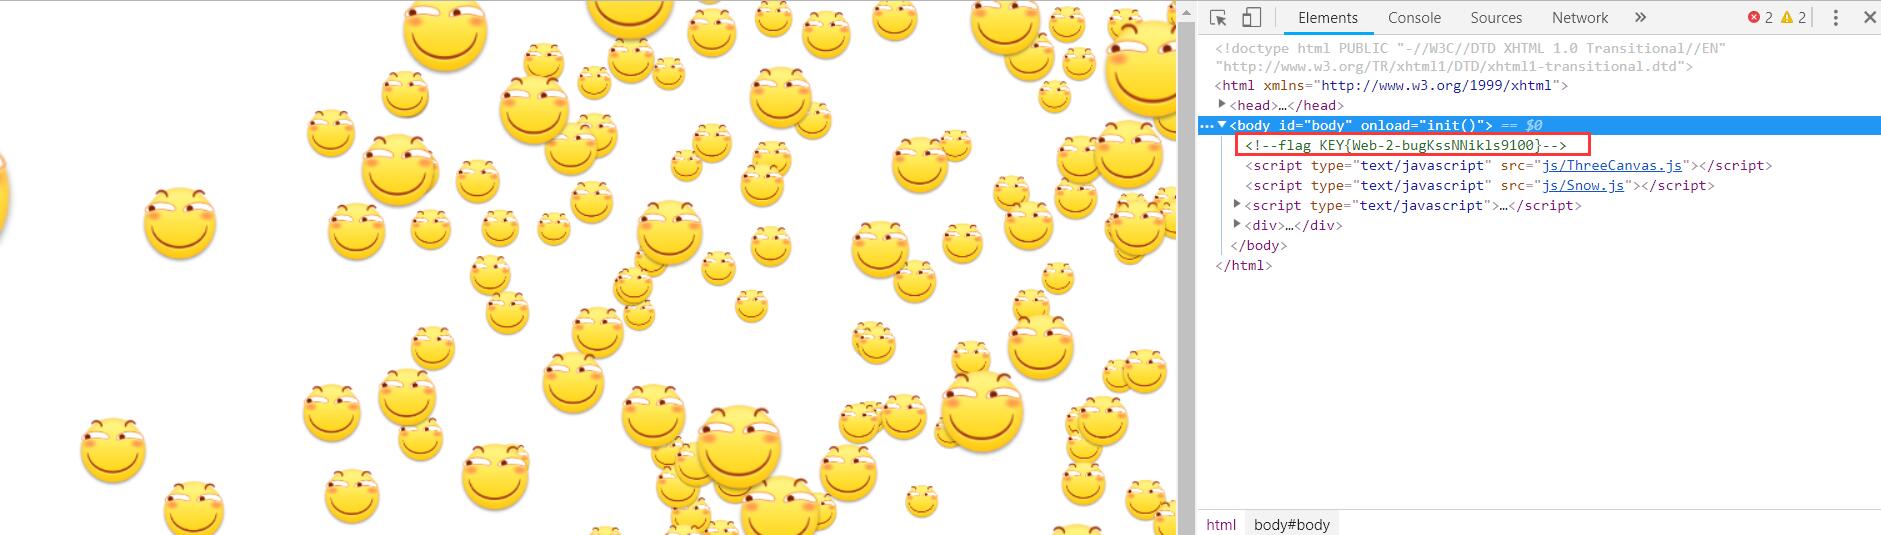 Elements Console Sources Network » 2 2
<!doctype html PUBLIC "-//W3C//DTD XHTML 1.0 Transitional//EN"
"http://www.w3.org/TR/xhtml1/DTD/xhtml1-transitional.dtd">
<html xmlns="http://www.w3.org/1999/xhtml">
<head>…</head>
<body id="body" onload="init()"> == $0
<!--flag KEY{Web-2-bugKssNNikls9100}-->
<script type="text/javascript" src="js/ThreeCanvas.js"></script>
<script type="text/javascript" src="js/Snow.js"></script>
<script type="text/javascript">…</script>
<div>…</div>
</body>
</html>
html body#body